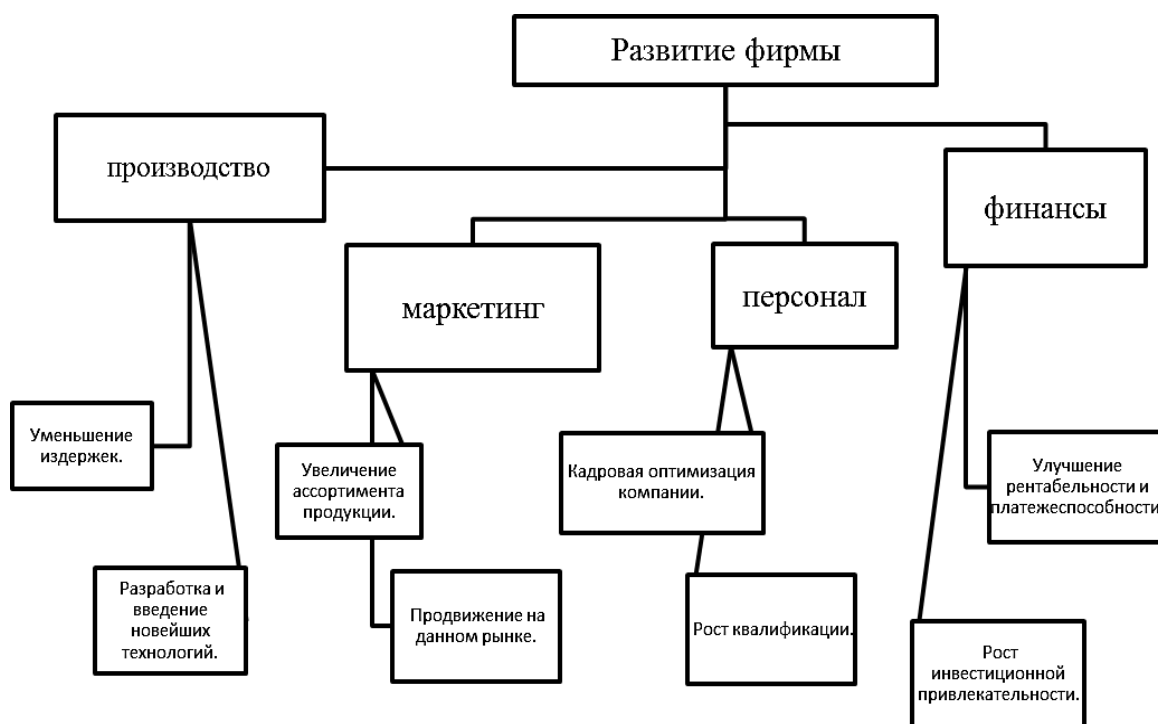 Развитие фирмы
производство
финансы
маркетинг
персонал
Уменьшение
издержек.
Увеличение
ассортимента
продукции.
Кадровая оптимизация
компании.
Улучшение
рентабельности и
платежеспособности
Разработка и
введение
новейших
технологий.
Продвижение на
данном рынке.
Рост квалификации.
Рост
инвестиционной
привлекательности.